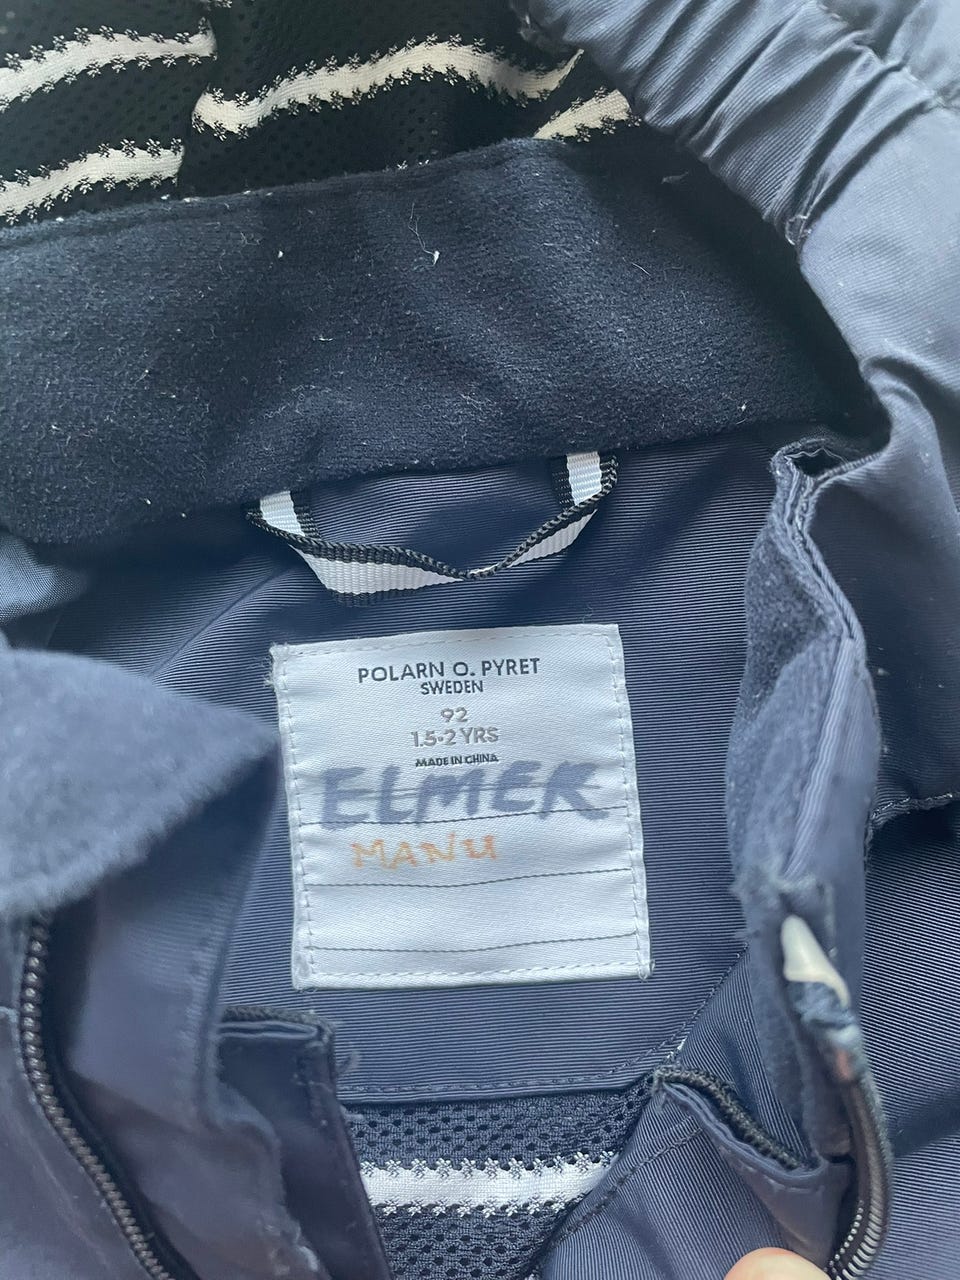 POLARN O. PYRET
SWEDEN
92
1.5-2 YRS
MADE IN CHINA
ELMER
MANU